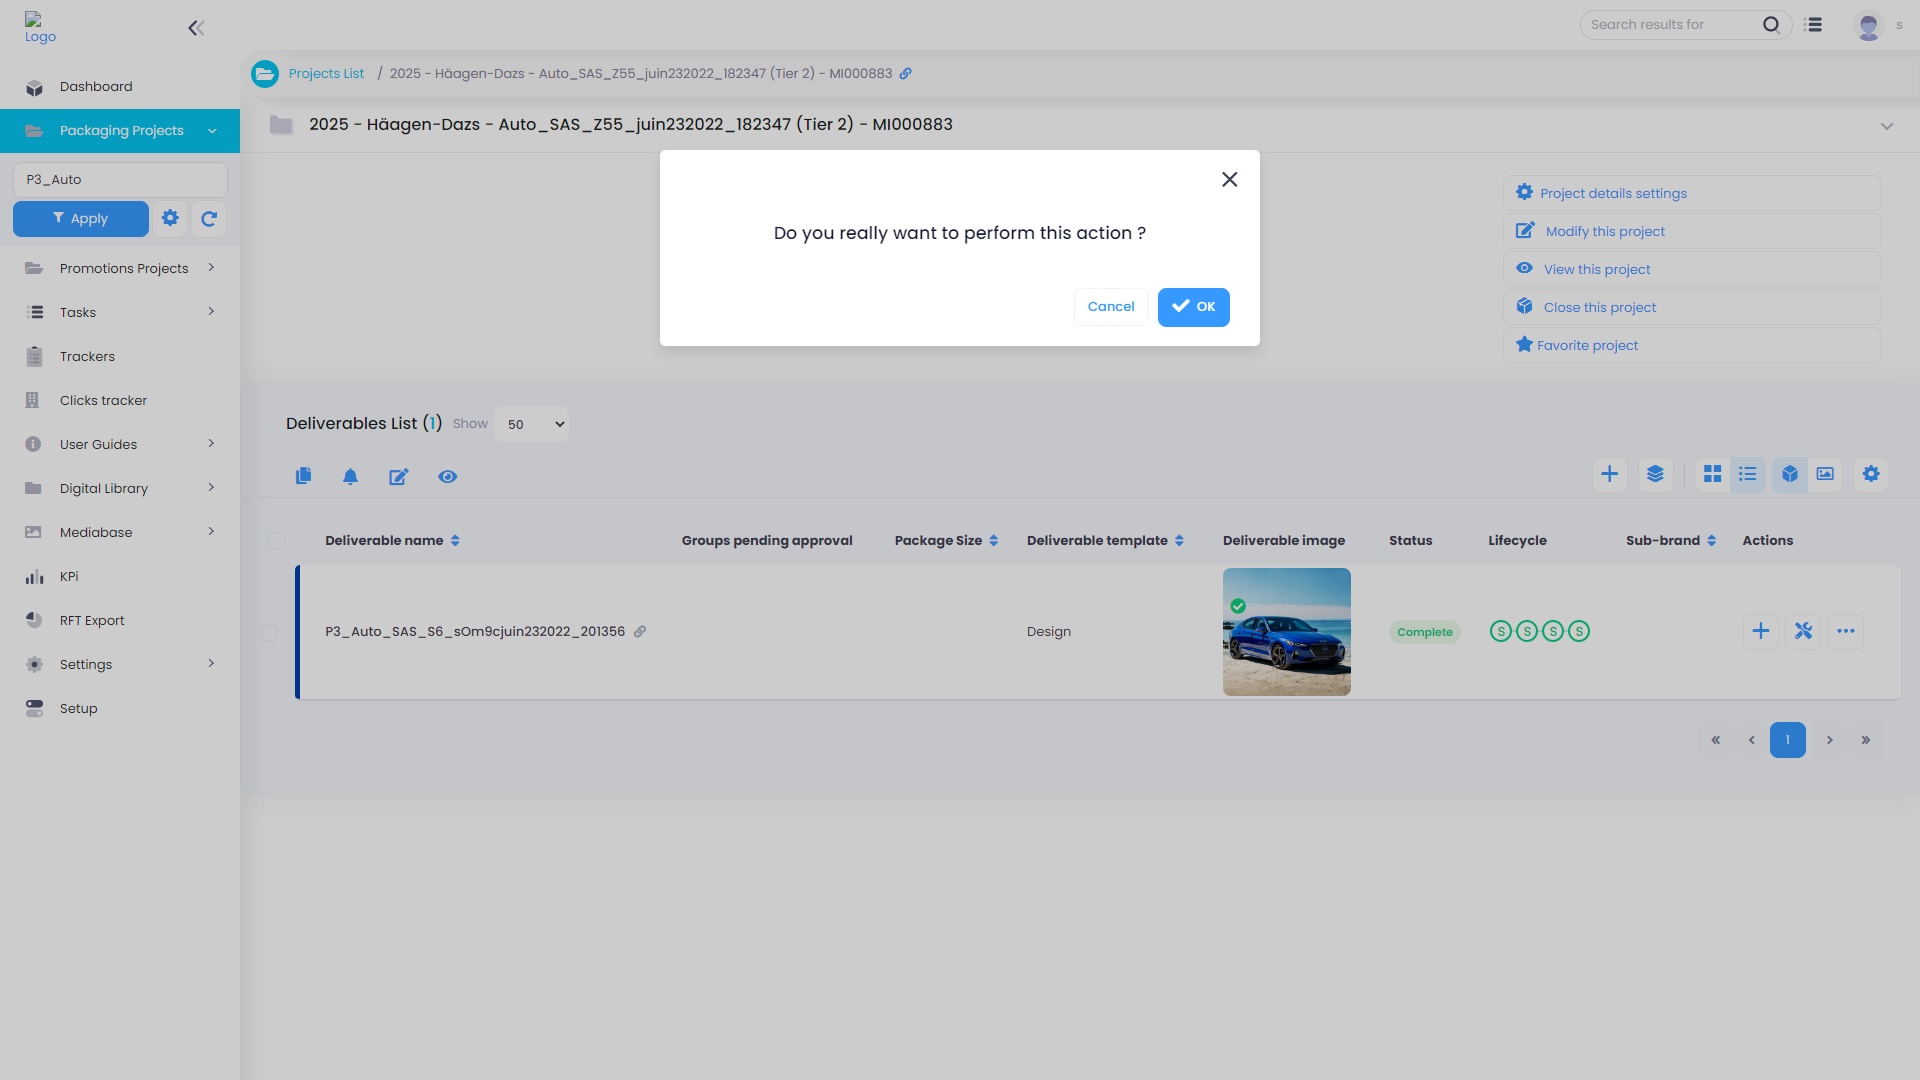 Logo
Search results for
s
Dashboard
Packaging Projects
P3_Auto
Apply
Promotions Projects
Tasks
Trackers
Clicks tracker
User Guides
Digital Library
Mediabase
KPi
RFT Export
Settings
Setup
Projects List / 2025 - Häagen-Dazs - Auto_SAS_Z55_juin232022_182347 (Tier 2) - MI000883
2025 - Häagen-Dazs - Auto_SAS_Z55_juin232022_182347 (Tier 2) - MI000883
Do you really want to perform this action ?
Cancel
OK
Project details settings
Modify this project
View this project
Close this project
Favorite project
Deliverables List (1) Show 50
Deliverable name Groups pending approval Package Size Deliverable template Deliverable image Status Lifecycle Sub-brand Actions
P3_Auto_SAS_S6_sOm9cjuin232022_201356 Design Complete S S S S
« ‹ 1 › »